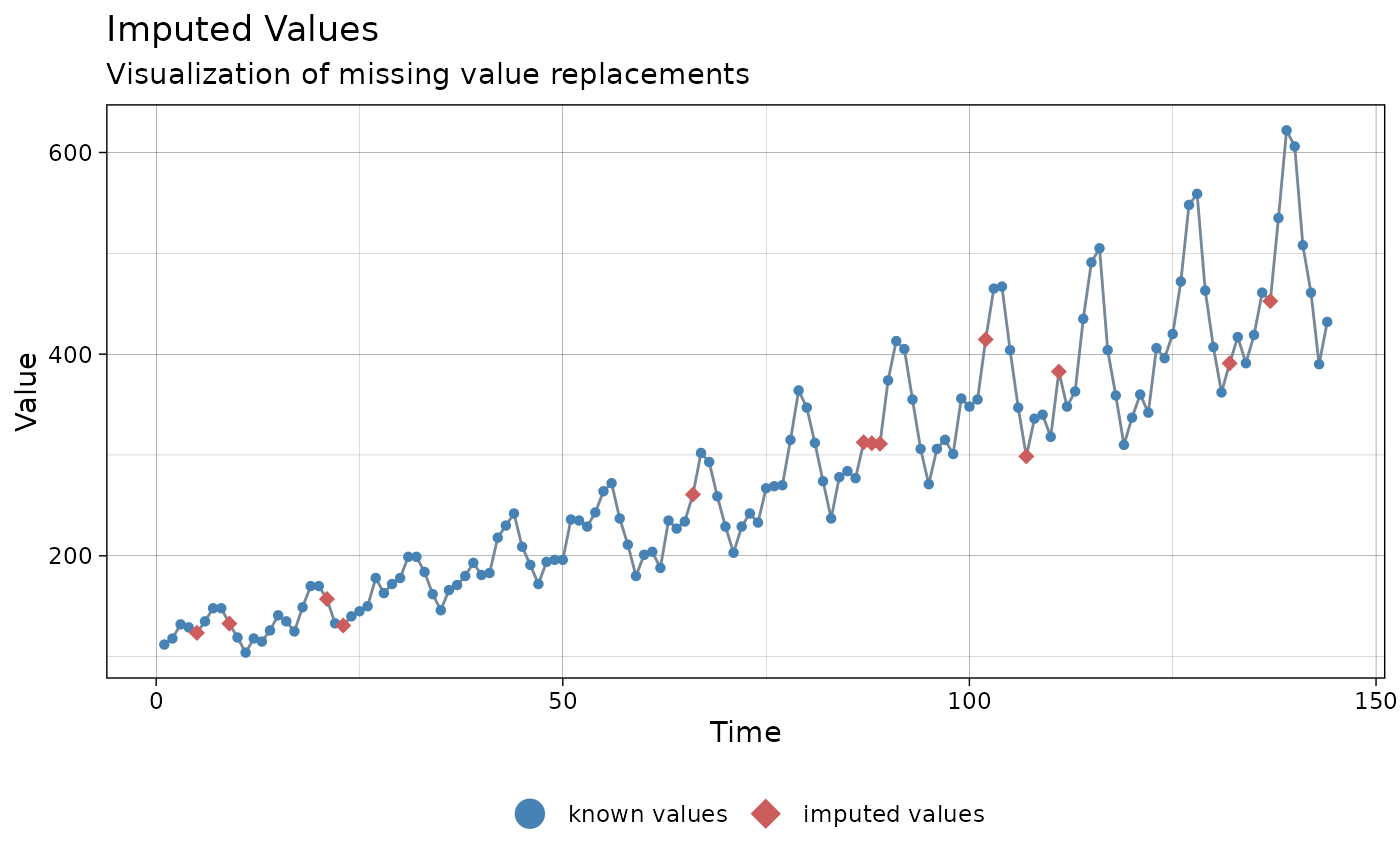 Imputed Values
Visualization of missing value replacements
600
400
200
Value
0 50 100 150
Time
known values imputed values